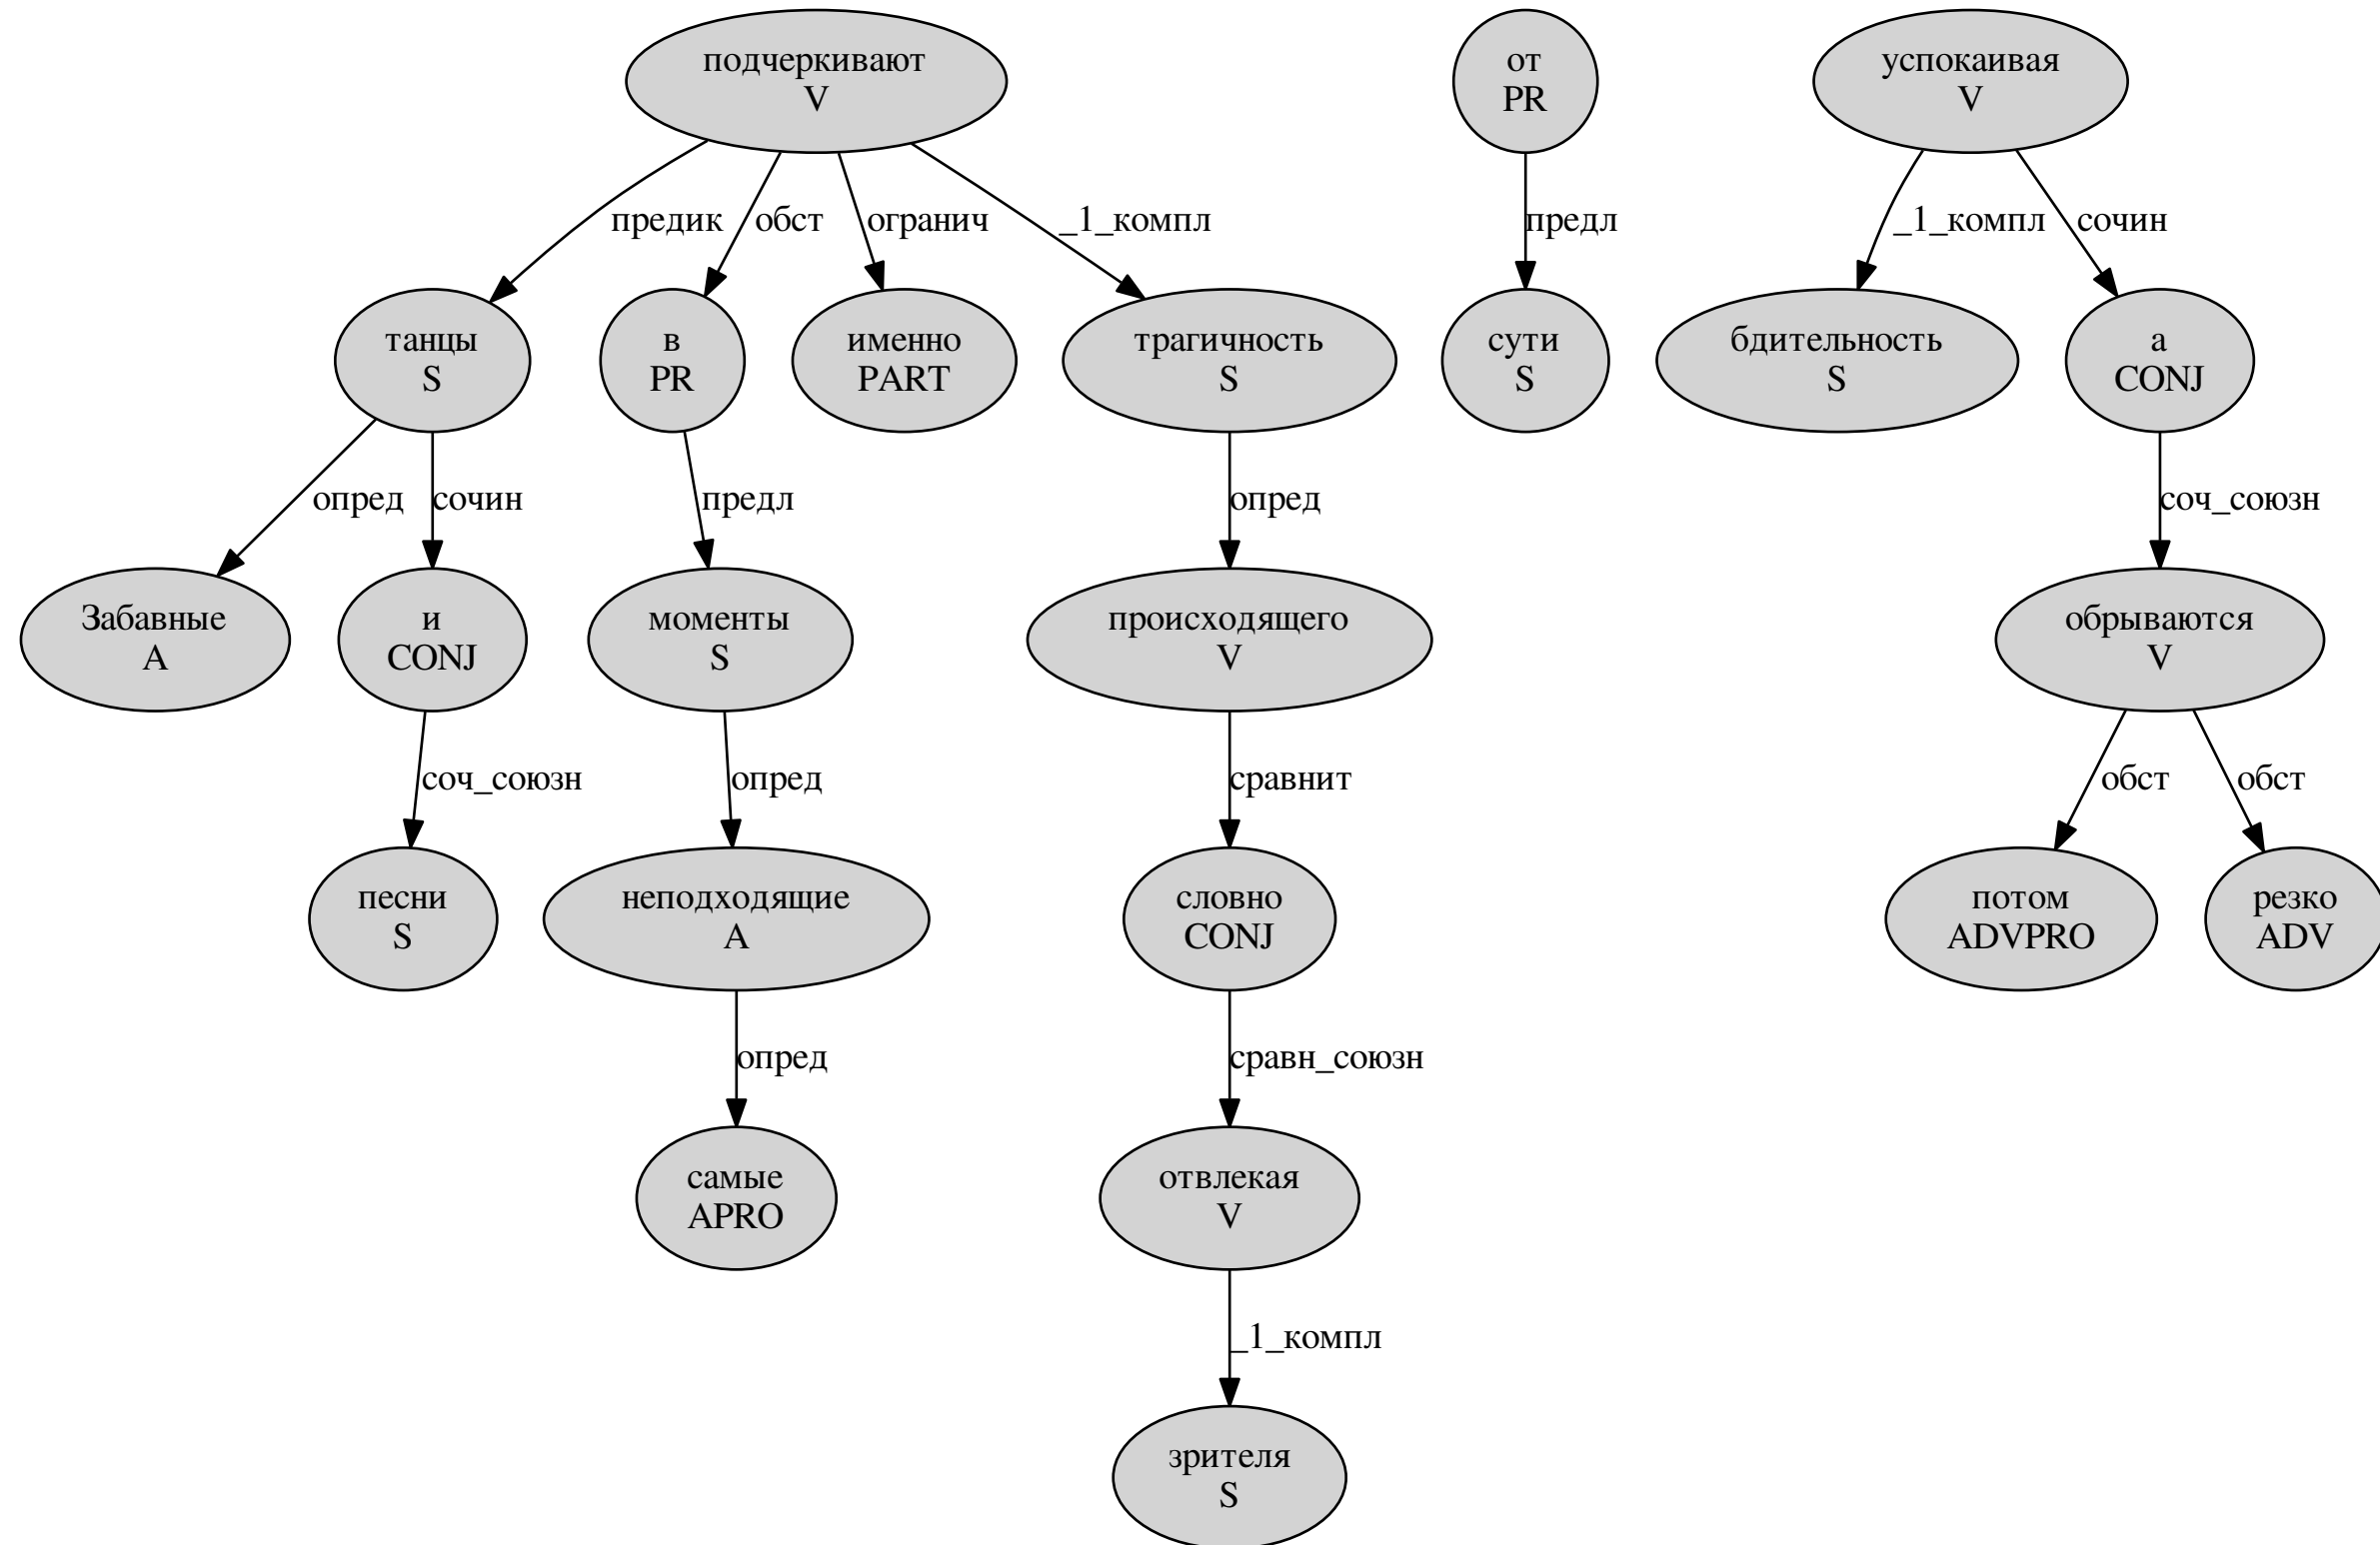 подчеркивают
V
от
PR
успокаивая
V
предик
обст
огранич
_1_компл
предл
_1_компл
сочин
танцы
S
в
PR
именно
PART
трагичность
S
сути
S
бдительность
S
а
CONJ
опред
сочин
предл
опред
соч_союзн
Забавные
A
и
CONJ
моменты
S
происходящего
V
обрываются
V
соч_союзн
опред
сравнит
обст
обст
песни
S
неподходящие
A
словно
CONJ
потом
ADVPRO
резко
ADV
опред
сравн_союзн
самые
APRO
отвлекая
V
_1_компл
зрителя
S